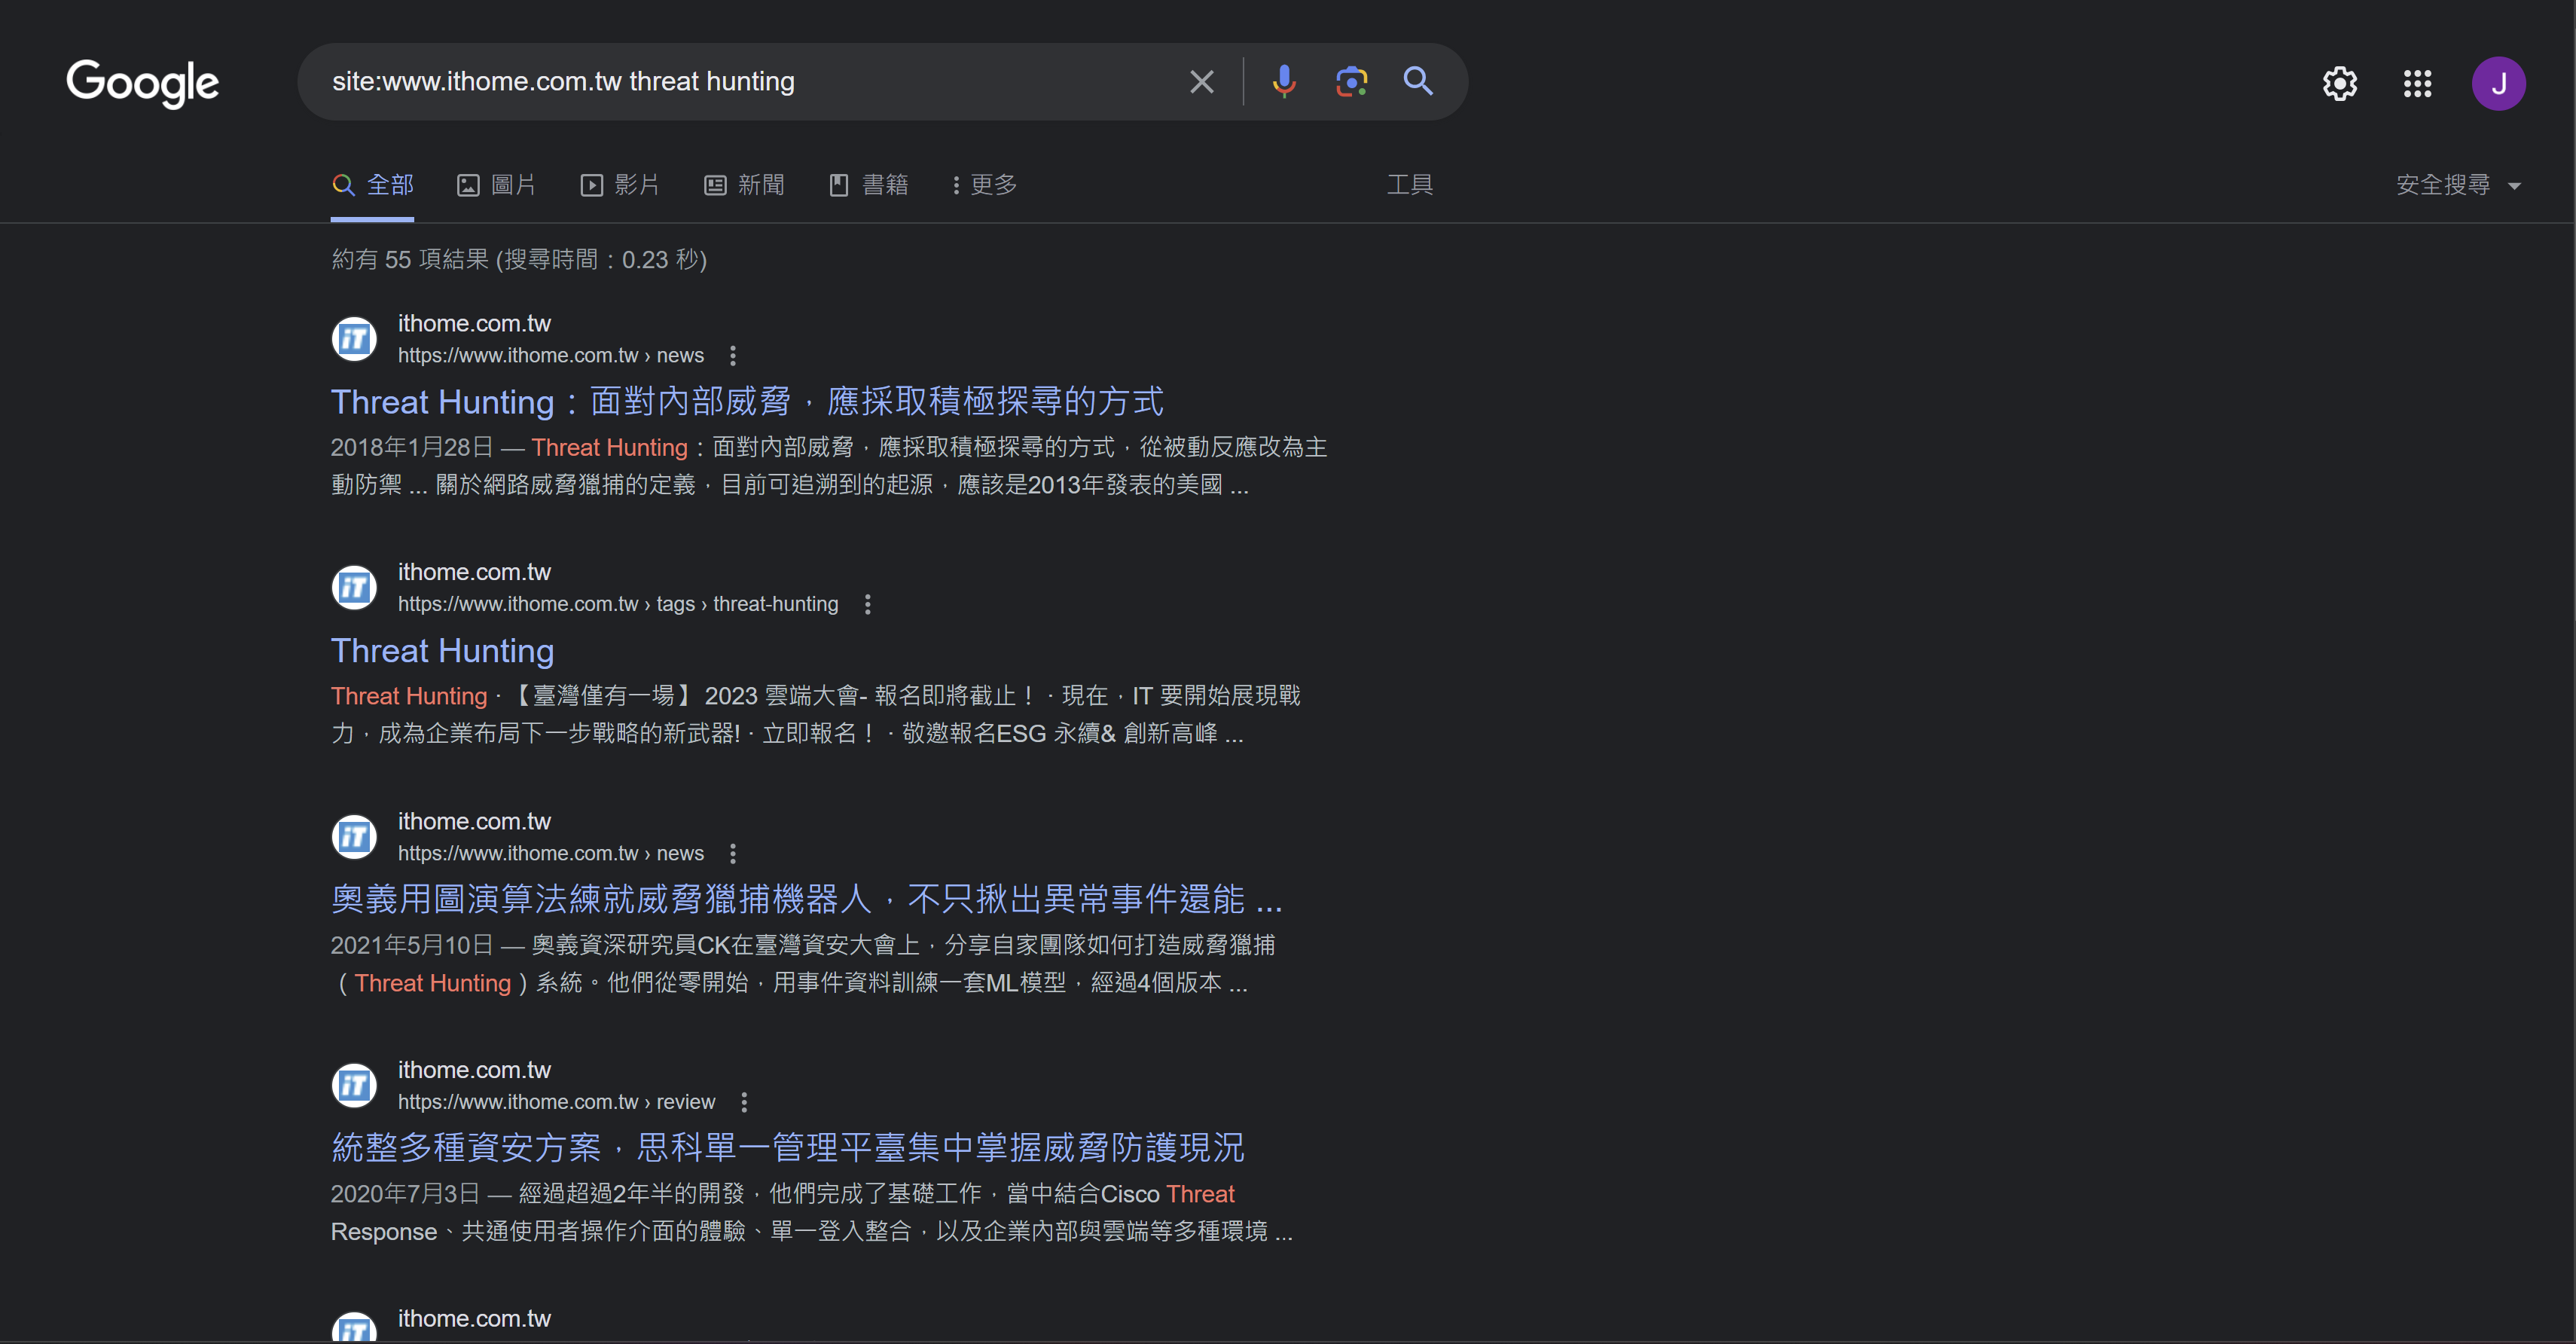 Google
site:www.ithome.com.tw threat hunting
J
全部 圖片 影片 新聞 書籍 更多 工具 安全搜尋
約有 55 項結果 (搜尋時間：0.23 秒)
ithome.com.tw
https://www.ithome.com.tw › news
Threat Hunting：面對內部威脅，應採取積極探尋的方式
2018年1月28日 — Threat Hunting：面對內部威脅，應採取積極探尋的方式，從被動反應改為主
動防禦 ... 關於網路威脅獵捕的定義，目前可追溯到的起源，應該是2013年發表的美國 ...
ithome.com.tw
https://www.ithome.com.tw › tags › threat-hunting
Threat Hunting
Threat Hunting · 【臺灣僅有一場】 2023 雲端大會- 報名即將截止！ · 現在，IT 要開始展現戰
力，成為企業布局下一步戰略的新武器! · 立即報名！ · 敬邀報名ESG 永續& 創新高峰 ...
ithome.com.tw
https://www.ithome.com.tw › news
奧義用圖演算法練就威脅獵捕機器人，不只揪出異常事件還能 ...
2021年5月10日 — 奧義資深研究員CK在臺灣資安大會上，分享自家團隊如何打造威脅獵捕
（Threat Hunting）系統。他們從零開始，用事件資料訓練一套ML模型，經過4個版本 ...
ithome.com.tw
https://www.ithome.com.tw › review
統整多種資安方案，思科單一管理平臺集中掌握威脅防護現況
2020年7月3日 — 經過超過2年半的開發，他們完成了基礎工作，當中結合Cisco Threat
Response、共通使用者操作介面的體驗、單一登入整合，以及企業內部與雲端等多種環境 ...
ithome.com.tw